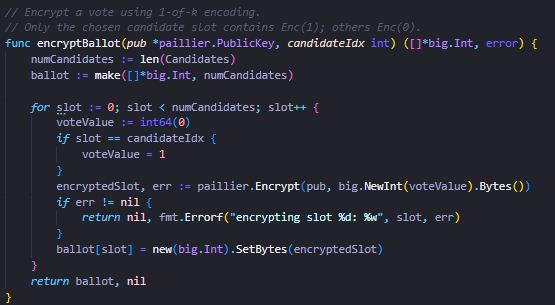 // Encrypt a vote using 1-of-k encoding.
// Only the chosen candidate slot contains Enc(1); others Enc(0).
func encryptBallot(pub *paillier.PublicKey, candidateIdx int) ([]*big.Int, error) {
    numCandidates := len(Candidates)
    ballot := make([]*big.Int, numCandidates)

    for slot := 0; slot < numCandidates; slot++ {
        voteValue := int64(0)
        if slot == candidateIdx {
            voteValue = 1
        }
        encryptedSlot, err := paillier.Encrypt(pub, big.NewInt(voteValue).Bytes())
        if err != nil {
            return nil, fmt.Errorf("encrypting slot %d: %w", slot, err)
        }
        ballot[slot] = new(big.Int).SetBytes(encryptedSlot)
    }
    return ballot, nil
}